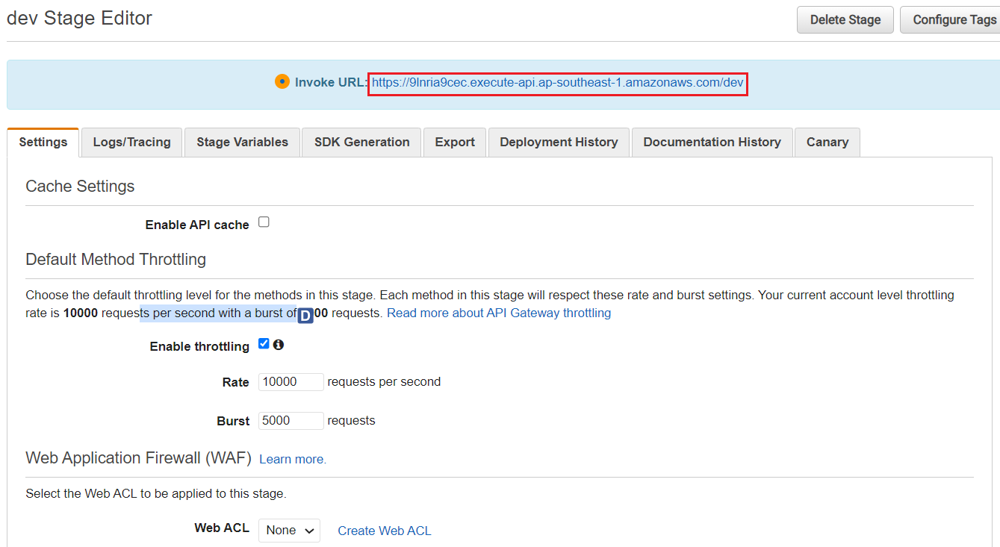 dev Stage Editor
Delete Stage
Configure Tags
Invoke URL: https://9lnria9cec.execute-api.ap-southeast-1.amazonaws.com/dev
Settings
Logs/Tracing
Stage Variables
SDK Generation
Export
Deployment History
Documentation History
Canary
Cache Settings
Enable API cache
Default Method Throttling
Choose the default throttling level for the methods in this stage. Each method in this stage will respect these rate and burst settings. Your current account level throttling
rate is 10000 requests per second with a burst of D00 requests. Read more about API Gateway throttling
Enable throttling
Rate 10000 requests per second
Burst 5000 requests
Web Application Firewall (WAF) Learn more.
Select the Web ACL to be applied to this stage.
Web ACL None Create Web ACL